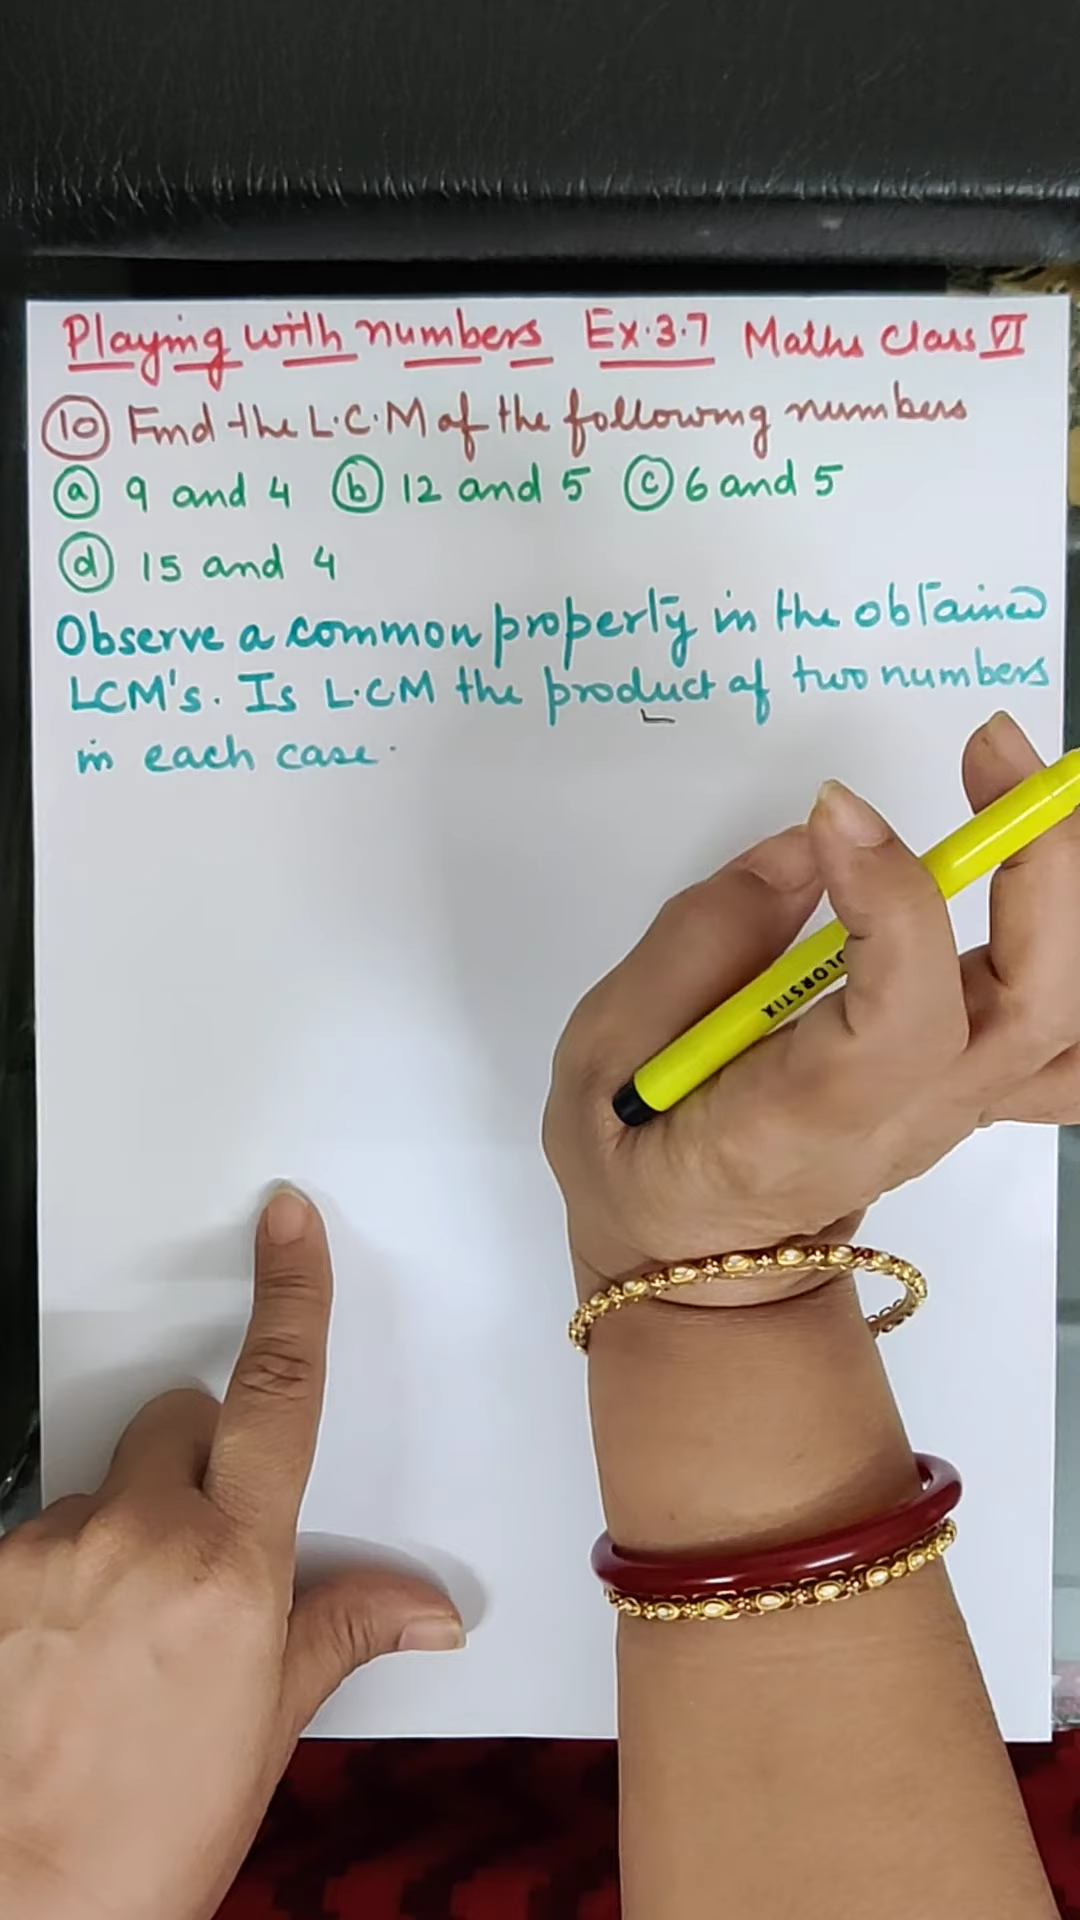 Playing with numbers Ex.3.7 Maths Class VI
10 Find the L.C.M of the following numbers
a 9 and 4 b 12 and 5 c 6 and 5
d 15 and 4
Observe a common property in the obtained
LCM's. Is L.CM the product of two numbers
in each case.
COLORSTIX